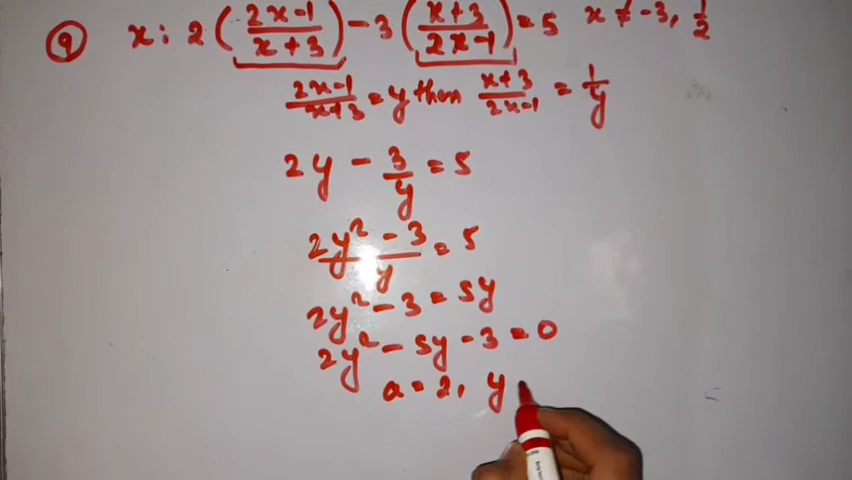 9 x: 2 ( 2x-1 / x+3 ) - 3 ( x+3 / 2x-1 ) = 5 x ≠ -3, 1/2
2x-1 / x+3 = y then x+3 / 2x-1 = 1/y
2y - 3/y = 5
2y² - 3 / y = 5
2y² - 3 = 5y
2y² - 5y - 3 = 0
a = 2, y